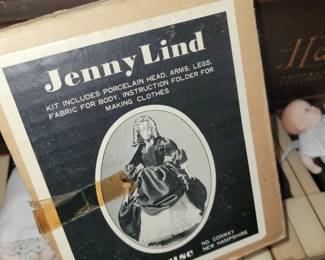 Jenny Lind
KIT INCLUDES PORCELAIN HEAD, ARMS, LEGS,
FABRIC FOR BODY, INSTRUCTION FOLDER FOR
MAKING CLOTHES
NO. CONWAY
NEW HAMPSHIRE